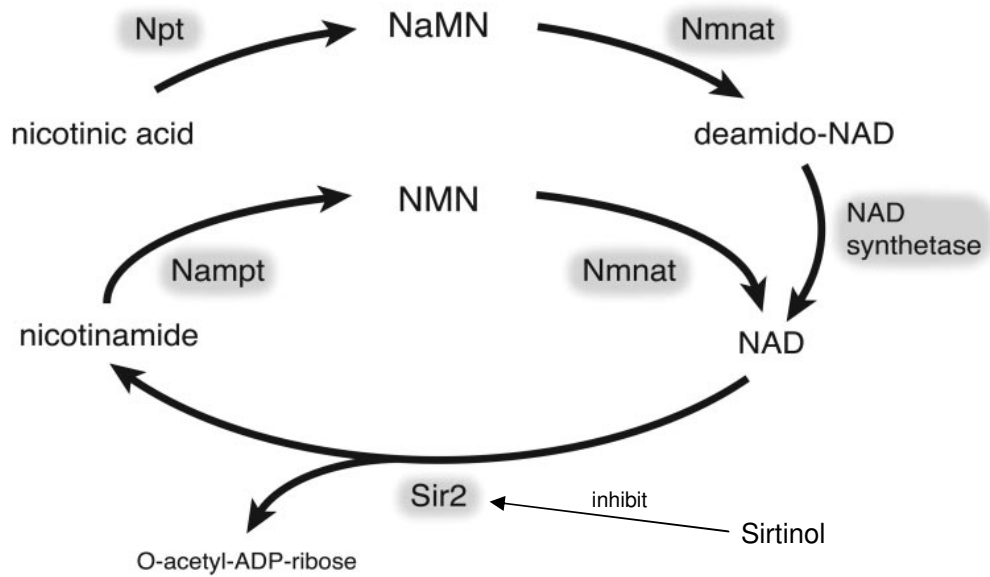 Npt
NaMN
Nmnat
nicotinic acid
deamido-NAD
NMN
NAD
synthetase
Nampt
Nmnat
nicotinamide
NAD
Sir2
inhibit
Sirtinol
O-acetyl-ADP-ribose